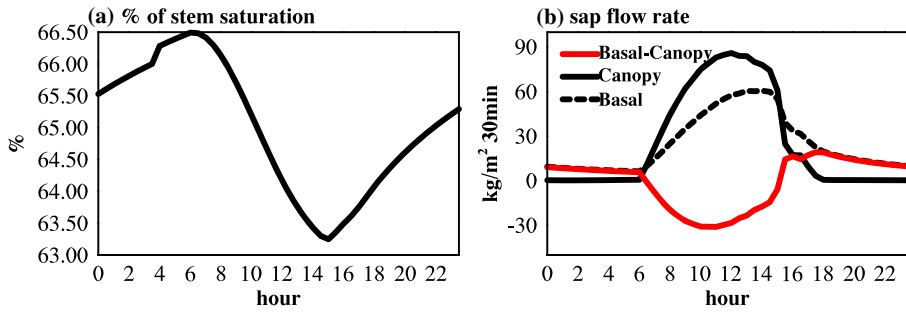 (a) % of stem saturation
66.50
66.00
65.50
65.00
64.50
64.00
63.50
63.00
%
0 2 4 6 8 10 12 14 16 18 20 22
hour
(b) sap flow rate
90
60
30
0
-30
kg/m² 30min
Basal-Canopy
Canopy
Basal
0 2 4 6 8 10 12 14 16 18 20 22
hour